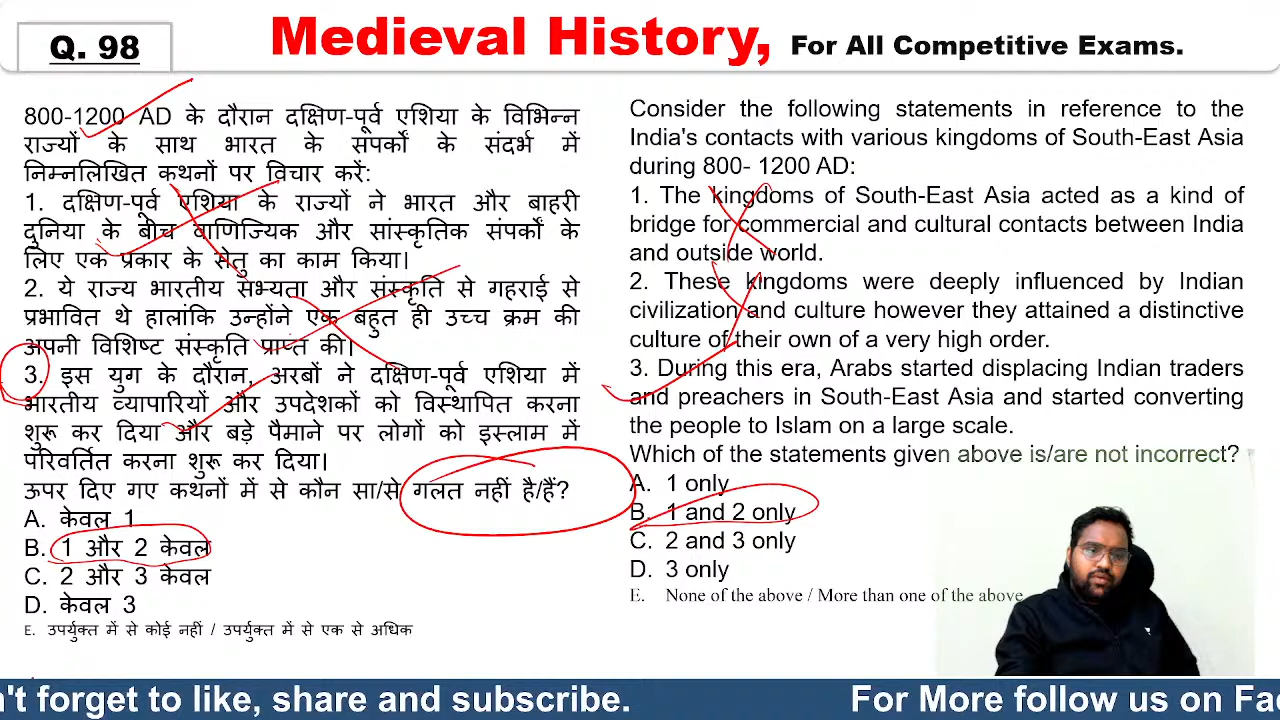 Q. 98
Medieval History, For All Competitive Exams.
800-1200 AD के दौरान दक्षिण-पूर्व एशिया के विभिन्न
राज्यों के साथ भारत के संपर्कों के संदर्भ में
निम्नलिखित कथनों पर विचार करें:
1. दक्षिण-पूर्व एशिया के राज्यों ने भारत और बाहरी
दुनिया के बीच वाणिज्यिक और सांस्कृतिक संपर्कों के
लिए एक प्रकार के सेतु का काम किया।
2. ये राज्य भारतीय सभ्यता और संस्कृति से गहराई से
प्रभावित थे हालांकि उन्होंने एक बहुत ही उच्च क्रम की
अपनी विशिष्ट संस्कृति प्राप्त की।
3. इस युग के दौरान, अरबों ने दक्षिण-पूर्व एशिया में
भारतीय व्यापारियों और उपदेशकों को विस्थापित करना
शुरू कर दिया और बड़े पैमाने पर लोगों को इस्लाम में
परिवर्तित करना शुरू कर दिया।
ऊपर दिए गए कथनों में से कौन सा/से गलत नहीं है/हैं?
A. केवल 1
B. 1 और 2 केवल
C. 2 और 3 केवल
D. केवल 3
E. उपर्युक्त में से कोई नहीं / उपर्युक्त में से एक से अधिक
Consider the following statements in reference to the
India's contacts with various kingdoms of South-East Asia
during 800- 1200 AD:
1. The kingdoms of South-East Asia acted as a kind of
bridge for commercial and cultural contacts between India
and outside world.
2. These kingdoms were deeply influenced by Indian
civilization and culture however they attained a distinctive
culture of their own of a very high order.
3. During this era, Arabs started displacing Indian traders
and preachers in South-East Asia and started converting
the people to Islam on a large scale.
Which of the statements given above is/are not incorrect?
A. 1 only
B. 1 and 2 only
C. 2 and 3 only
D. 3 only
E. None of the above / More than one of the above
't forget to like, share and subscribe. For More follow us on Fa